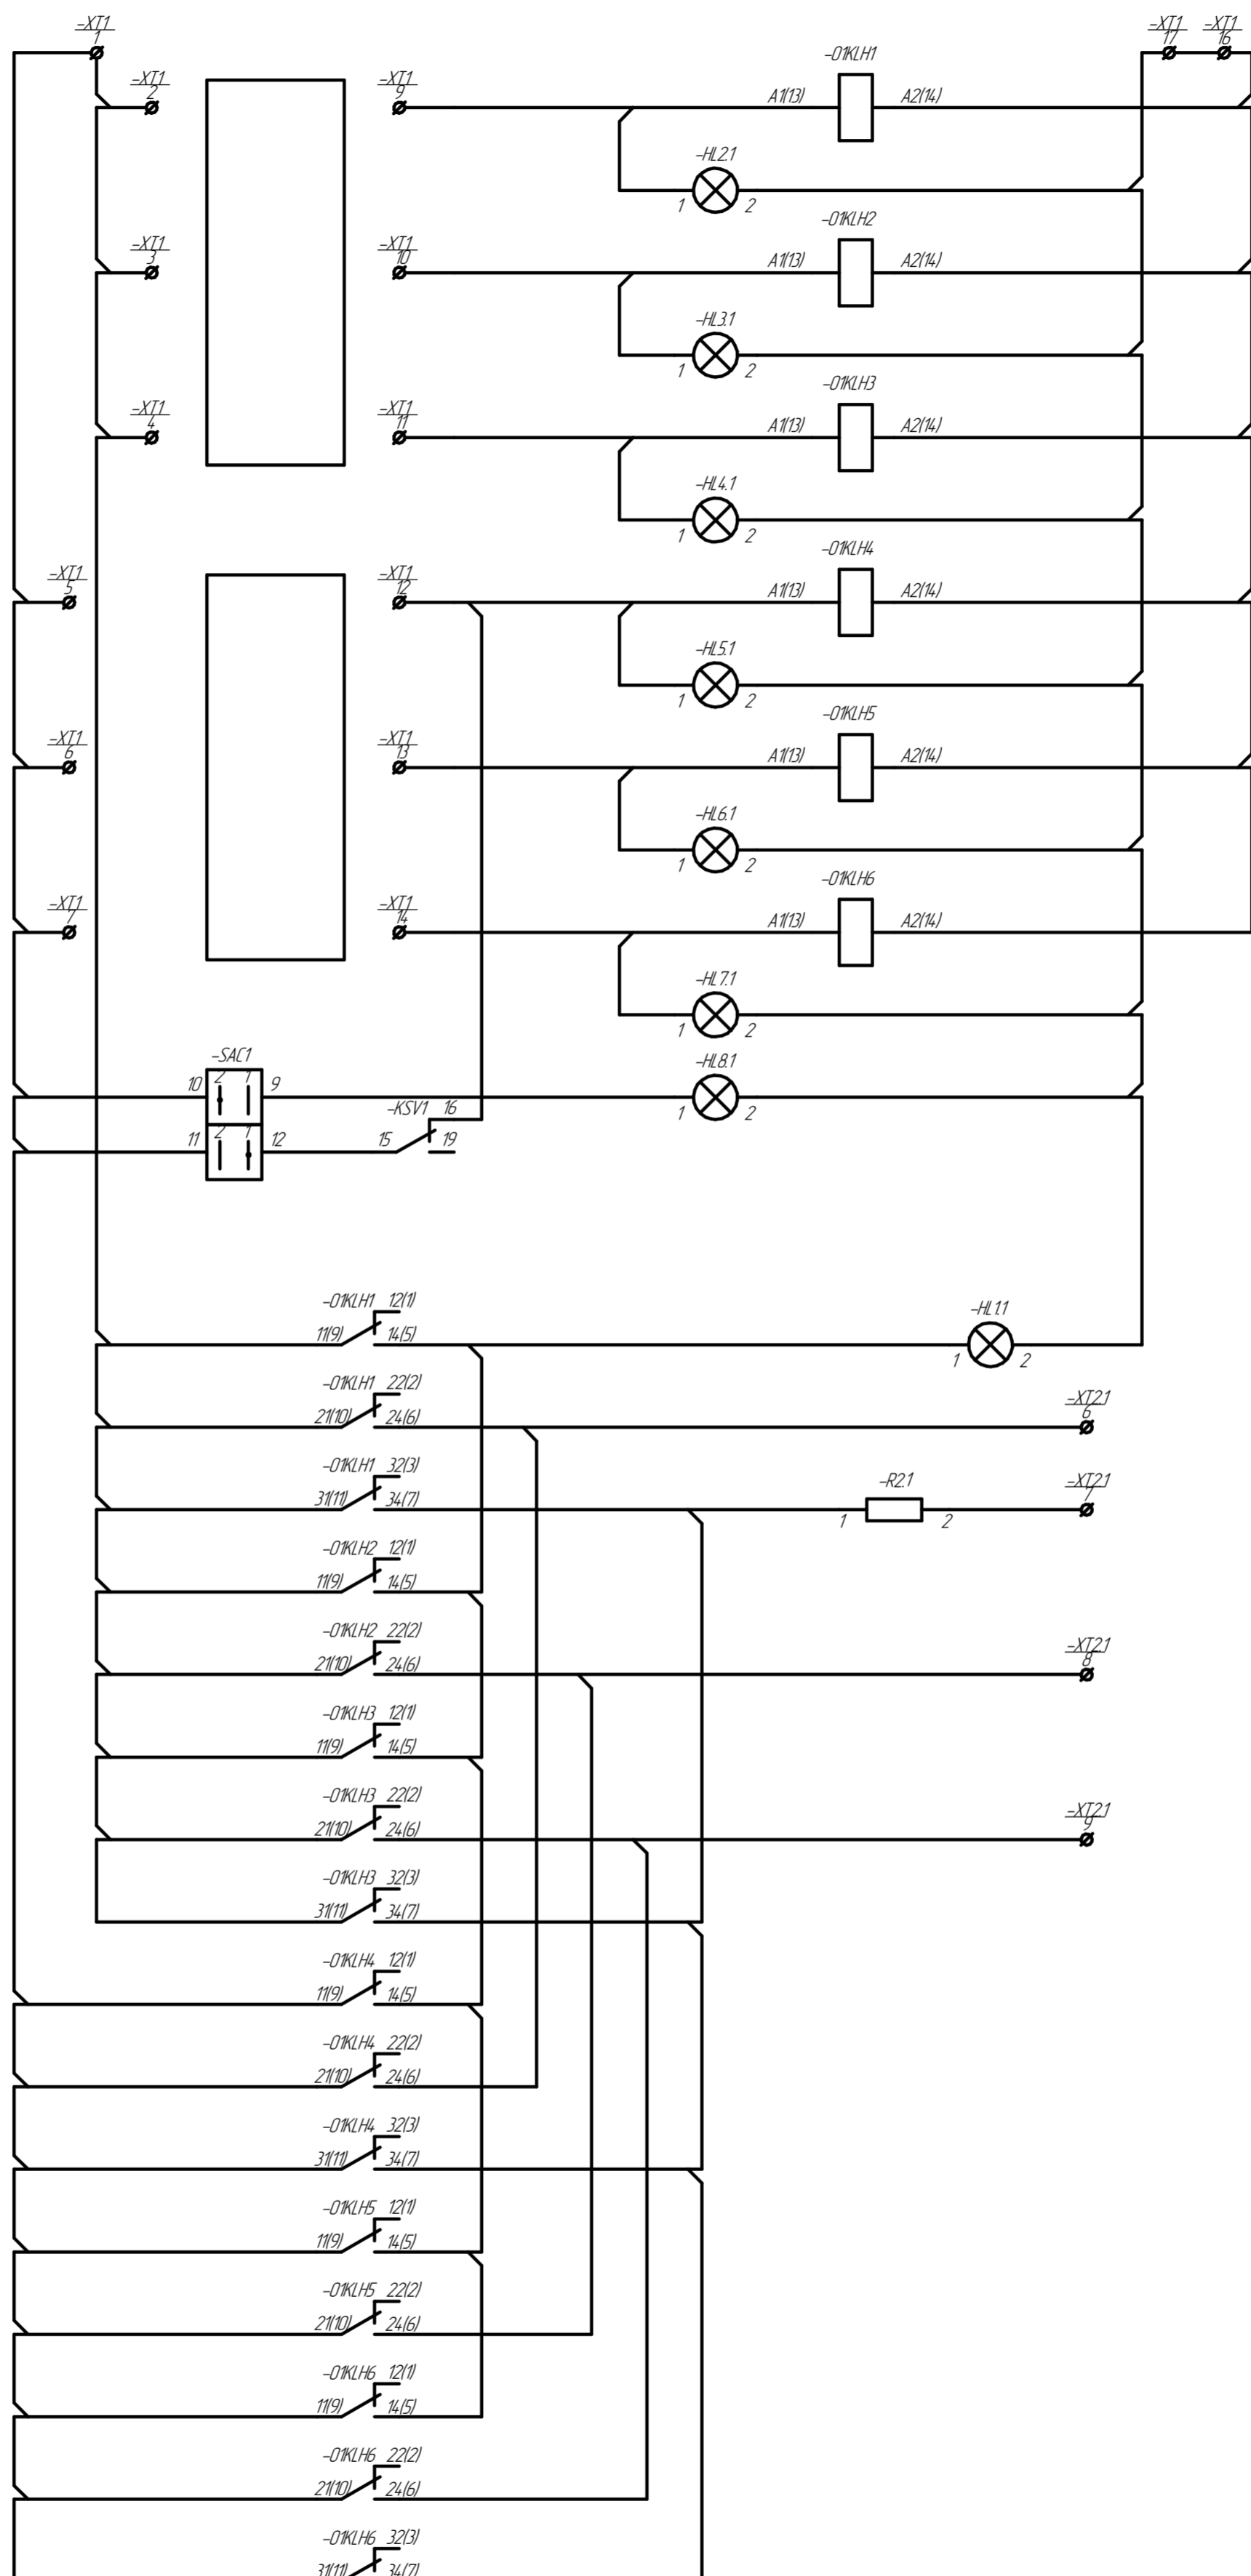 -XT1
1
-XT1 -XT1
17 16
-01KLH1
-XT1
2
-XT1
9
A1(13) A2(14)
-HL2.1
1 2
-01KLH2
-XT1
3
-XT1
10
A1(13) A2(14)
-HL3.1
1 2
-01KLH3
-XT1
4
-XT1
11
A1(13) A2(14)
-HL4.1
1 2
-01KLH4
-XT1
5
-XT1
12
A1(13) A2(14)
-HL5.1
1 2
-01KLH5
-XT1
6
-XT1
13
A1(13) A2(14)
-HL6.1
1 2
-01KLH6
-XT1
7
-XT1
14
A1(13) A2(14)
-HL7.1
1 2
-SAC1
-HL8.1
10 2 1 9
1 2
-KSV1 16
11 2 1 12
15 19
-01KLH1 12(1)
11(9) 14(5)
-HL1.1
1 2
-01KLH1 22(2)
21(10) 24(6)
-XT2.1
6
-01KLH1 32(3)
31(11) 34(7)
-R2.1
1 2
-XT2.1
7
-01KLH2 12(1)
11(9) 14(5)
-01KLH2 22(2)
21(10) 24(6)
-XT2.1
8
-01KLH3 12(1)
11(9) 14(5)
-01KLH3 22(2)
21(10) 24(6)
-XT2.1
9
-01KLH3 32(3)
31(11) 34(7)
-01KLH4 12(1)
11(9) 14(5)
-01KLH4 22(2)
21(10) 24(6)
-01KLH4 32(3)
31(11) 34(7)
-01KLH5 12(1)
11(9) 14(5)
-01KLH5 22(2)
21(10) 24(6)
-01KLH6 12(1)
11(9) 14(5)
-01KLH6 22(2)
21(10) 24(6)
-01KLH6 32(3)
31(11) 34(7)